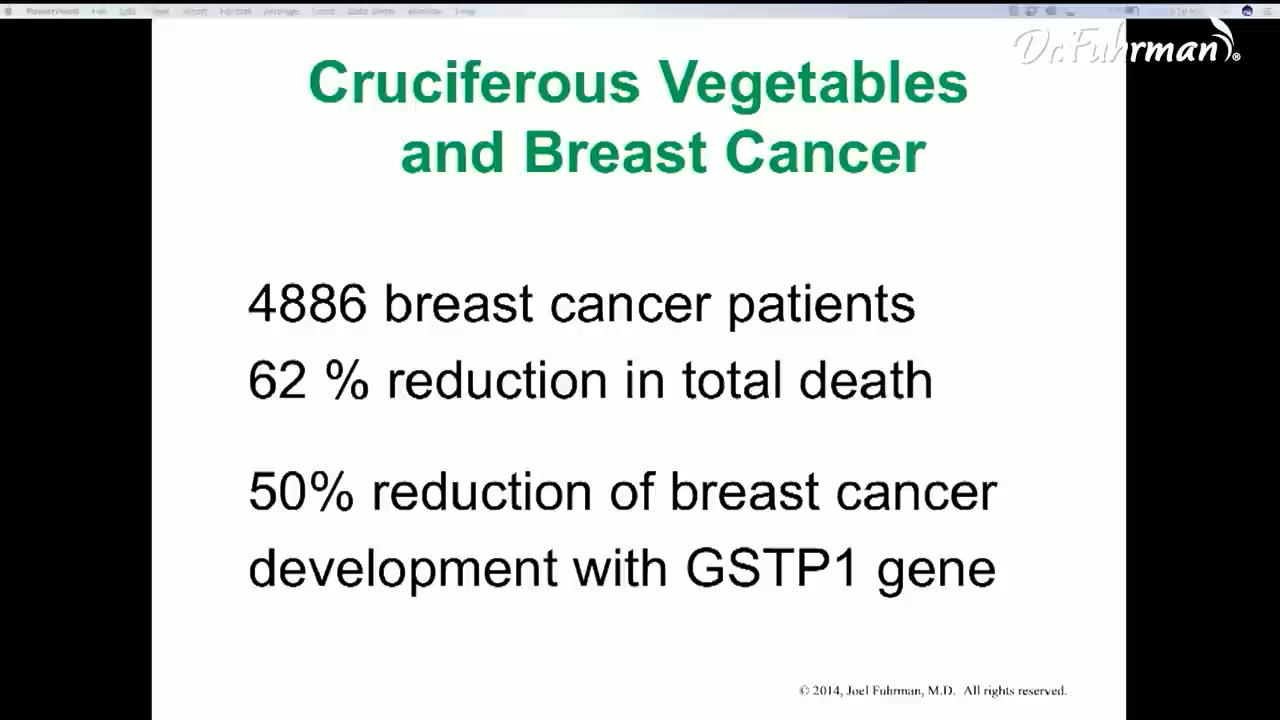 Dr. Fuhrman®
Cruciferous Vegetables
and Breast Cancer
4886 breast cancer patients
62 % reduction in total death
50% reduction of breast cancer
development with GSTP1 gene
© 2014, Joel Fuhrman, M.D. All rights reserved.